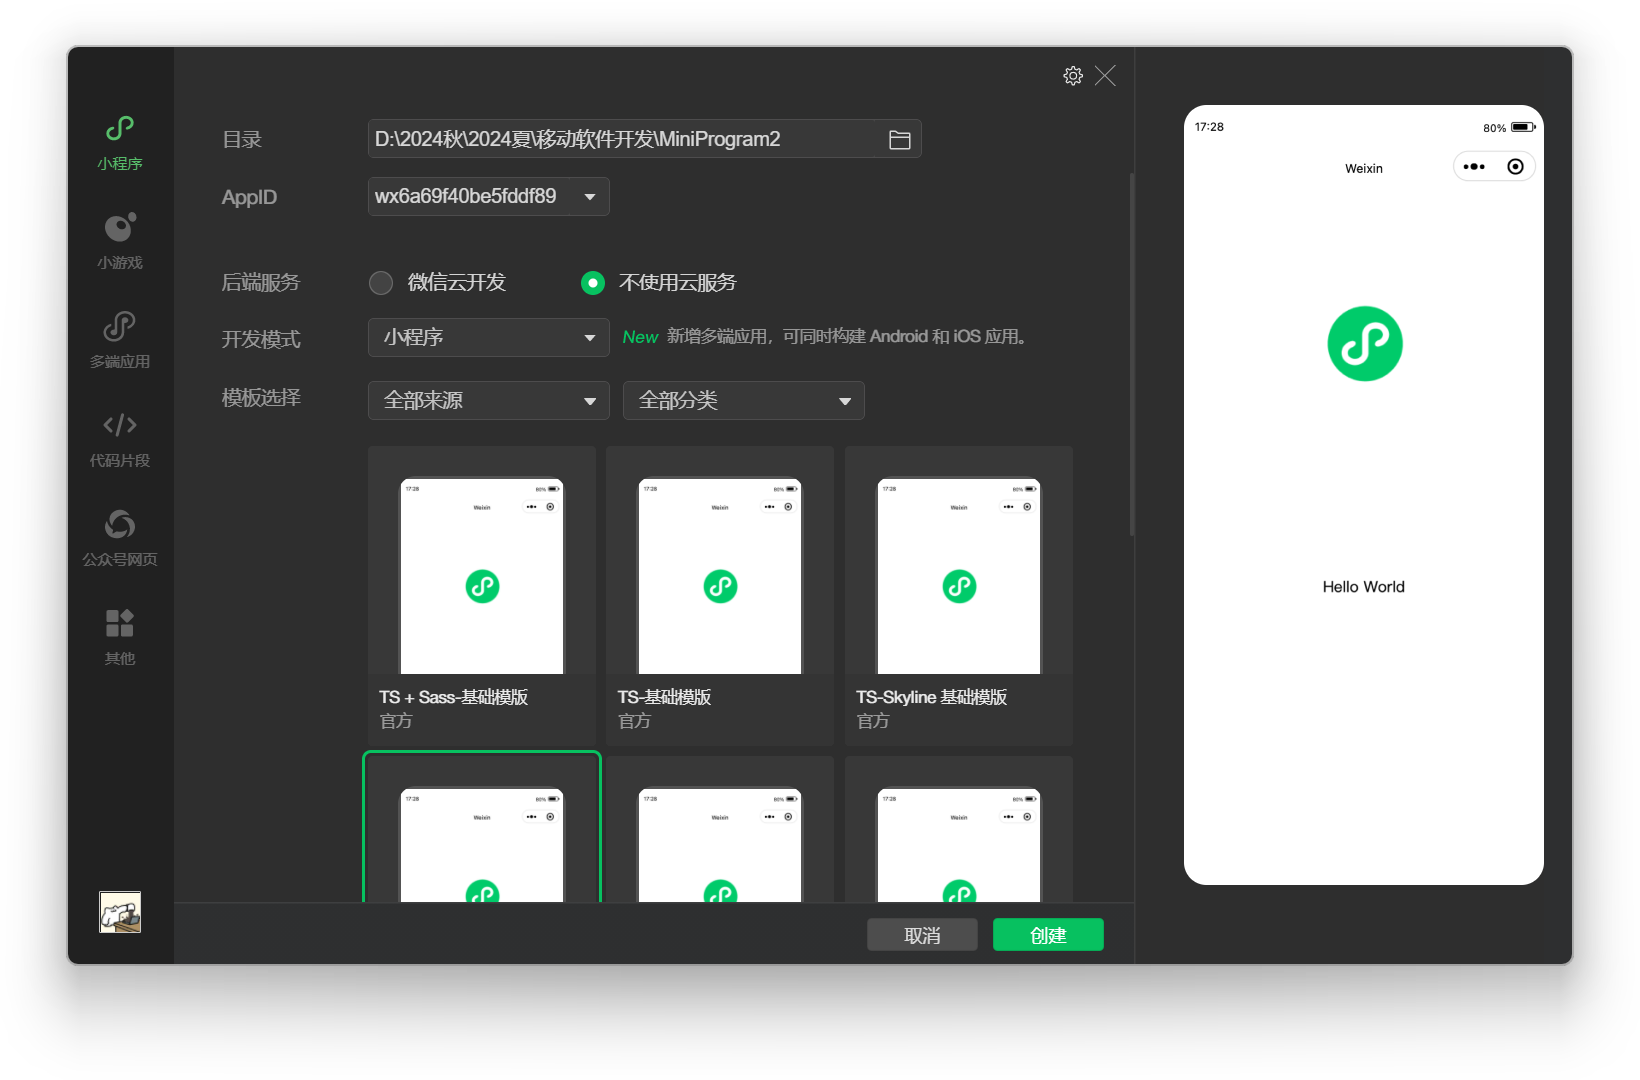 小程序
小游戏
多端应用
代码片段
公众号网页
其他
目录
D:\2024秋\2024夏\移动软件开发\MiniProgram2
AppID
wx6a69f40be5fddf89
后端服务
微信云开发
不使用云服务
开发模式
小程序
New 新增多端应用，可同时构建 Android 和 iOS 应用。
模板选择
全部来源
全部分类
17:28
80%
Weixin
17:28
80%
Weixin
17:28
80%
Weixin
TS + Sass-基础模版
官方
TS-基础模版
官方
TS-Skyline 基础模版
官方
17:28
80%
Weixin
17:28
80%
Weixin
17:28
80%
Weixin
取消
创建
17:28
80%
Weixin
Hello World